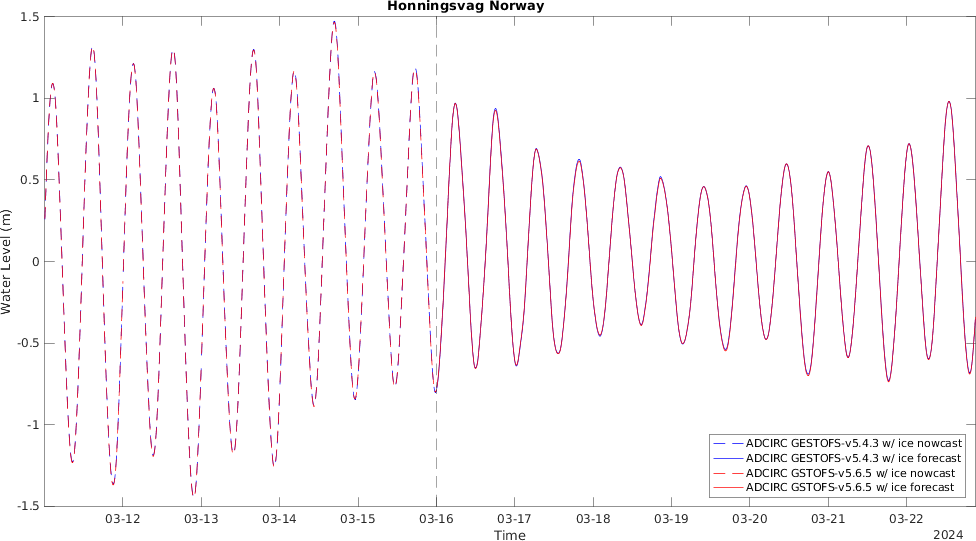 Honningsvag Norway
1.5
1
0.5
0
-0.5
-1
-1.5
Water Level (m)
ADCIRC GESTOFS-v5.4.3 w/ ice nowcast
ADCIRC GESTOFS-v5.4.3 w/ ice forecast
ADCIRC GSTOFS-v5.6.5 w/ ice nowcast
ADCIRC GSTOFS-v5.6.5 w/ ice forecast
03-12 03-13 03-14 03-15 03-16 03-17 03-18 03-19 03-20 03-21 03-22
Time
2024